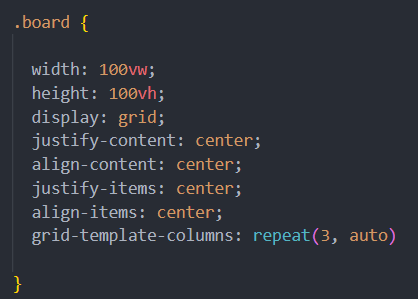 .board {
width: 100vw;
height: 100vh;
display: grid;
justify-content: center;
align-content: center;
justify-items: center;
align-items: center;
grid-template-columns: repeat(3, auto)
}